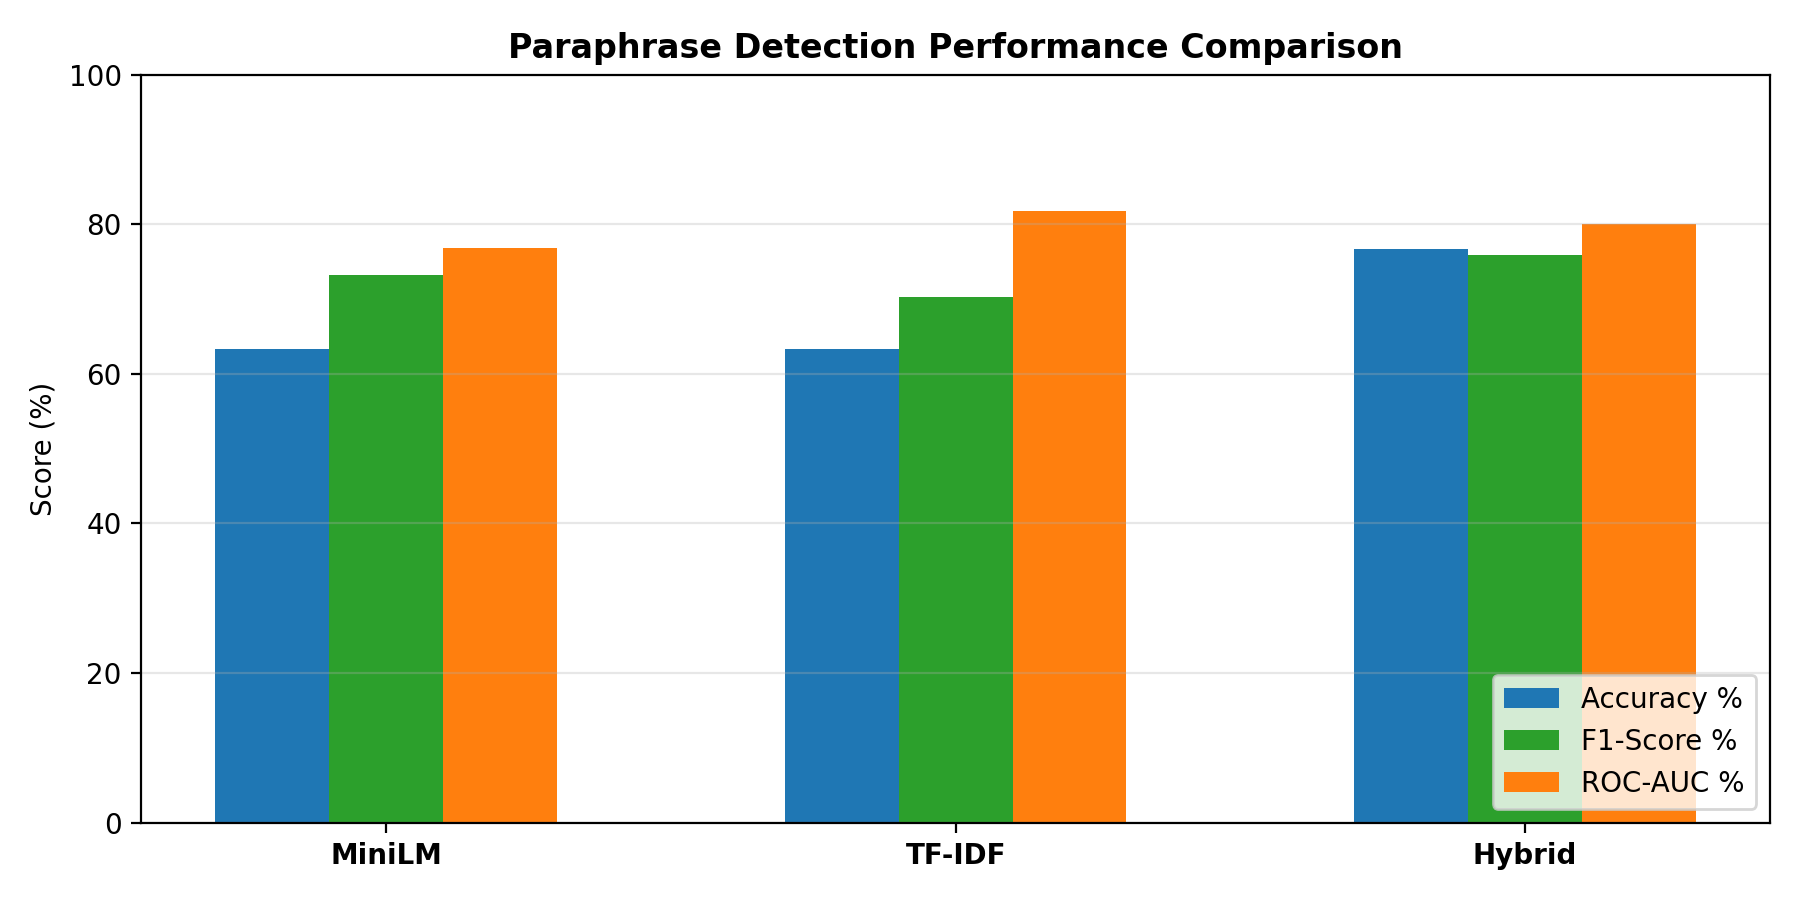 Paraphrase Detection Performance Comparison
100
80
60
40
20
0
Score (%)
MiniLM
TF-IDF
Hybrid
Accuracy %
F1-Score %
ROC-AUC %